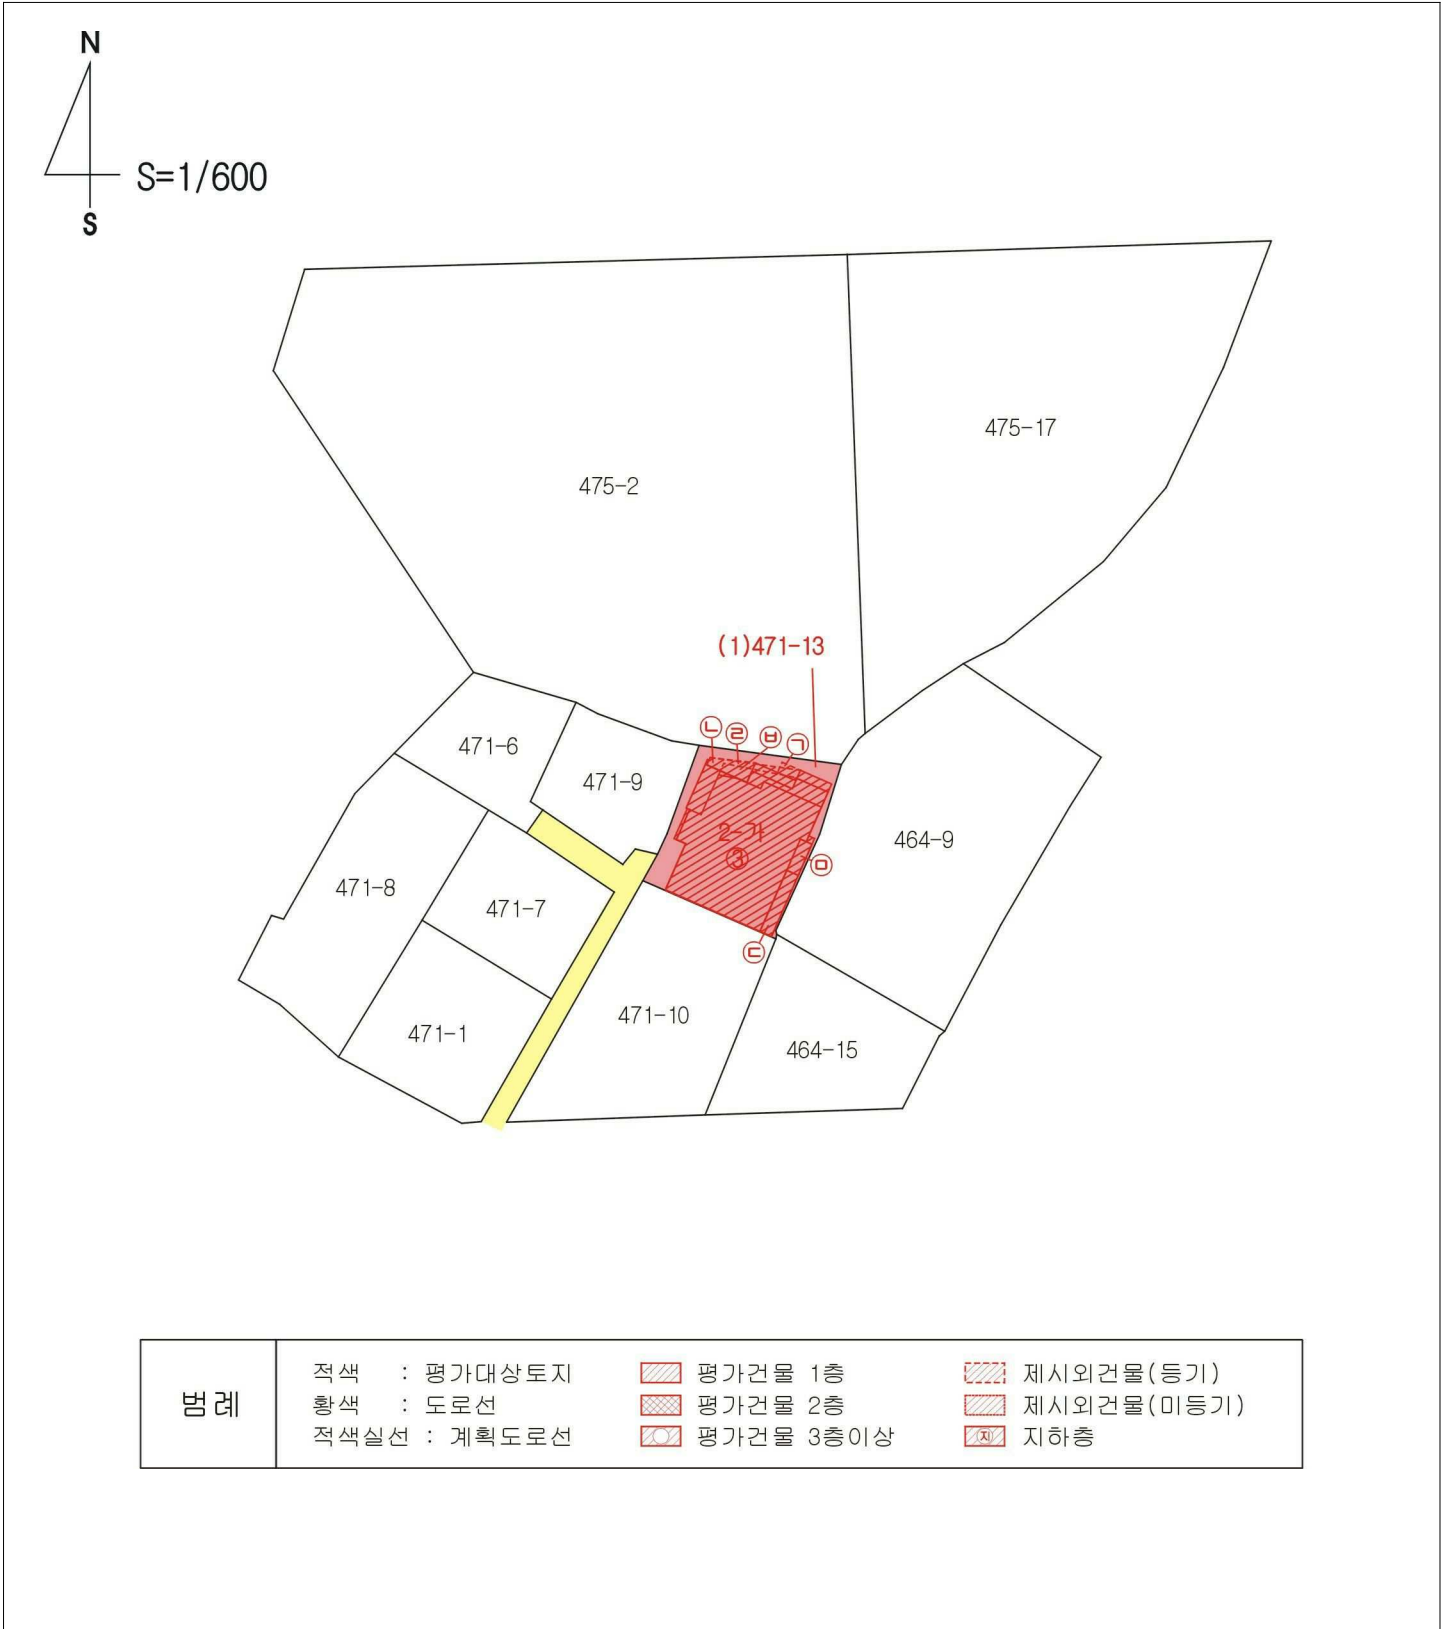 N
S=1/600
S
475-17
475-2
(1)471-13
㉡ ㉣ ㉥ ㉠
471-6
471-9
2-가
③
464-9
㉤
471-8
471-7
㉢
471-10
471-1
464-15
범례
적색 : 평가대상토지
황색 : 도로선
적색실선 : 계획도로선
평가건물 1층
평가건물 2층
평가건물 3층이상
제시외건물(등기)
제시외건물(미등기)
지 지하층